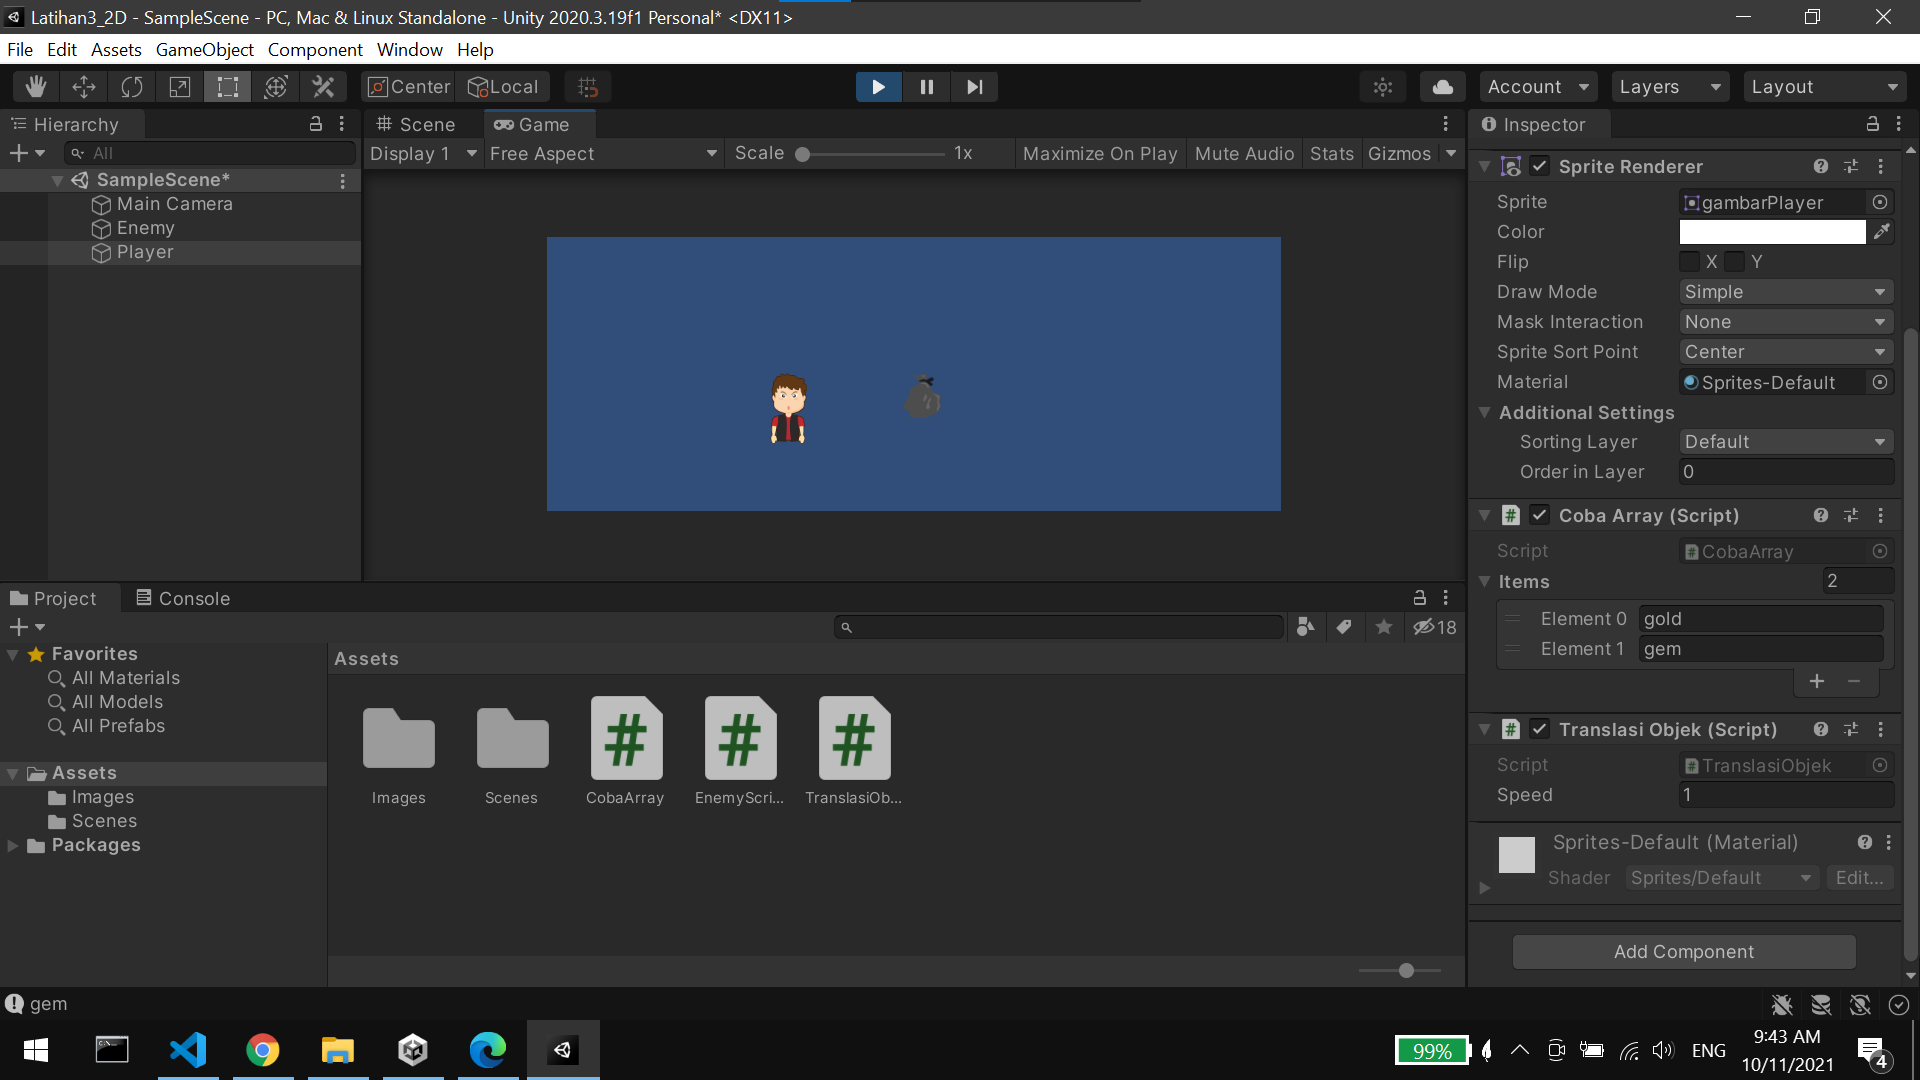 Latihan3_2D - SampleScene - PC, Mac & Linux Standalone - Unity 2020.3.19f1 Personal* <DX11>
File Edit Assets GameObject Component Window Help
Center Local Account Layers Layout
Hierarchy
All
SampleScene*
Main Camera
Enemy
Player
Scene Game
Display 1 Free Aspect Scale 1x Maximize On Play Mute Audio Stats Gizmos
Inspector
Sprite Renderer
Sprite gambarPlayer
Color
Flip X Y
Draw Mode Simple
Mask Interaction None
Sprite Sort Point Center
Material Sprites-Default
Additional Settings
Sorting Layer Default
Order in Layer 0
Coba Array (Script)
Script CobaArray
Items 2
Element 0 gold
Element 1 gem
Translasi Objek (Script)
Script TranslasiObjek
Speed 1
Sprites-Default (Material)
Shader Sprites/Default Edit...
Add Component
Project Console
18
Favorites
All Materials
All Models
All Prefabs
Assets
Images
Scenes
Packages
Assets
Images Scenes CobaArray EnemyScri... TranslasiOb...
gem
99% ENG 9:43 AM
10/11/2021 4